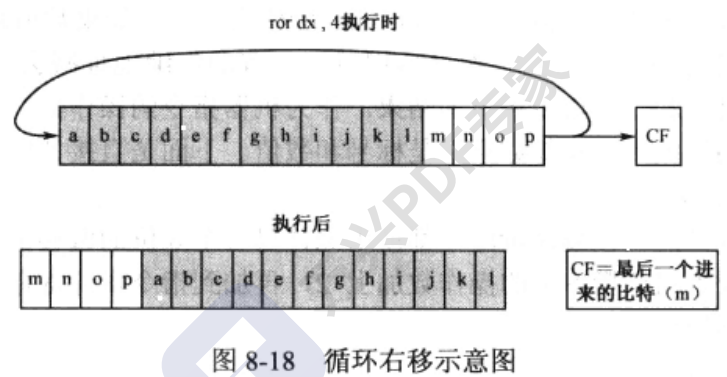 ror dx , 4执行时
a b c d e f g h i j k l m n o p CF
执行后
m n o p a b c d e f g h i j k l
CF＝最后一个进
来的比特（m）
图 8-18 循环右移示意图